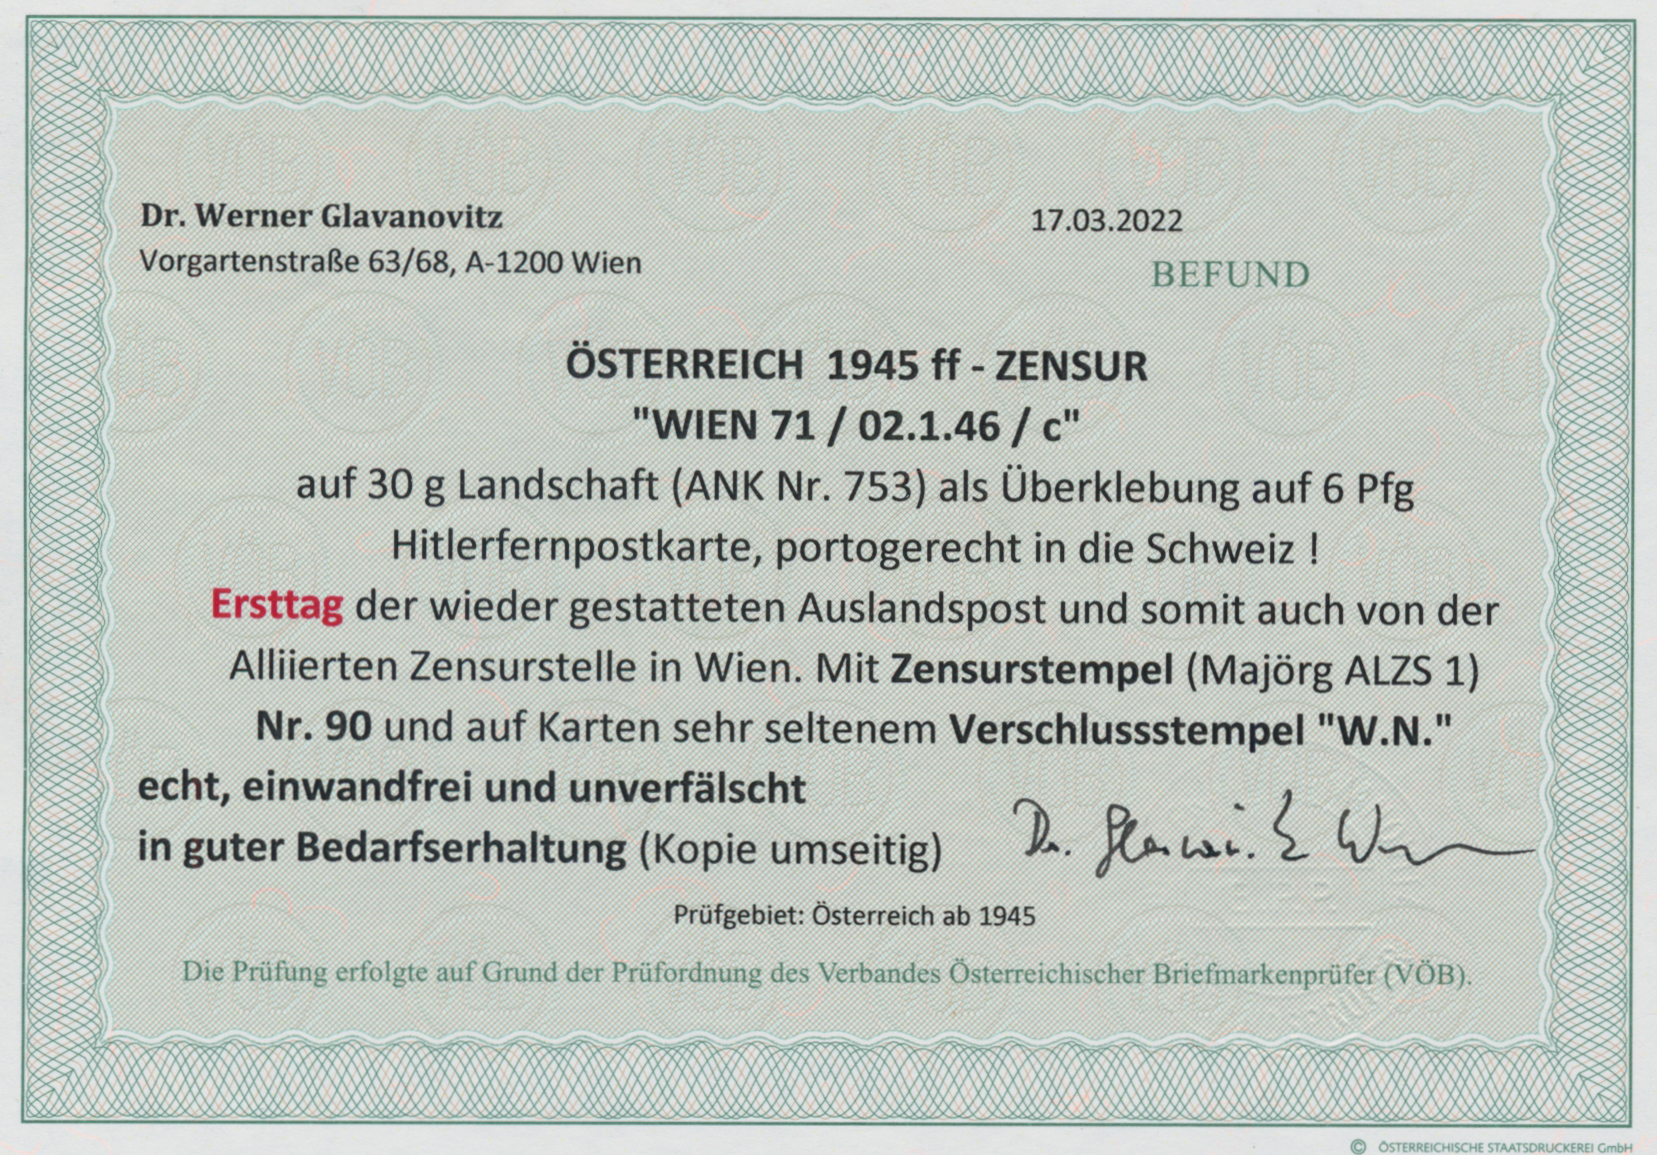 Dr. Werner Glavanovitz
Vorgartenstraße 63/68, A-1200 Wien
17.03.2022
BEFUND
ÖSTERREICH 1945 ff - ZENSUR
"WIEN 71 / 02.1.46 / c"
auf 30 g Landschaft (ANK Nr. 753) als Überklebung auf 6 Pfg
Hitlerfernpostkarte, portogerecht in die Schweiz !
Ersttag der wieder gestatteten Auslandspost und somit auch von der
Alliierten Zensurstelle in Wien. Mit Zensurstempel (Majörg ALZS 1)
Nr. 90 und auf Karten sehr seltenem Verschlussstempel "W.N."
echt, einwandfrei und unverfälscht
in guter Bedarfserhaltung (Kopie umseitig)
Prüfgebiet: Österreich ab 1945
Die Prüfung erfolgte auf Grund der Prüfordnung des Verbandes Österreichischer Briefmarkenprüfer (VÖB).
© ÖSTERREICHISCHE STAATSDRUCKEREI GmbH